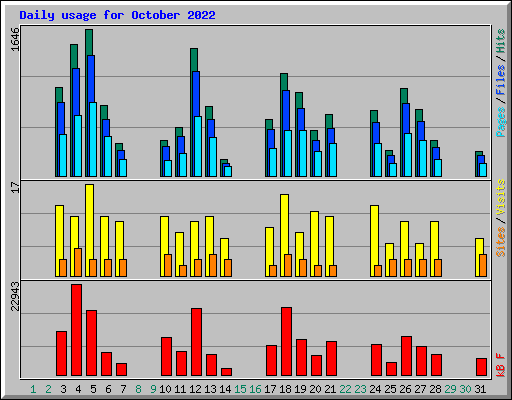 Daily usage for October 2022
1646
Pages/Files/Hits
17
Sites/Visits
22943
kB F
1 2 3 4 5 6 7 8 9 10 11 12 13 14 15 16 17 18 19 20 21 22 23 24 25 26 27 28 29 30 31